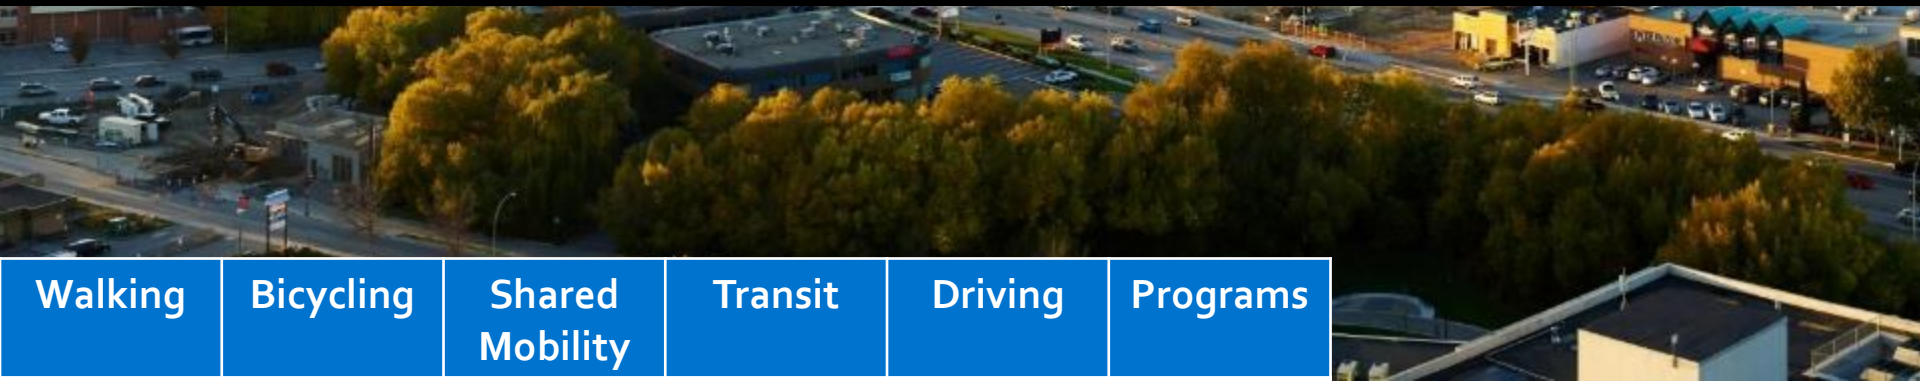 Walking
Bicycling
Shared
Mobility
Transit
Driving
Programs